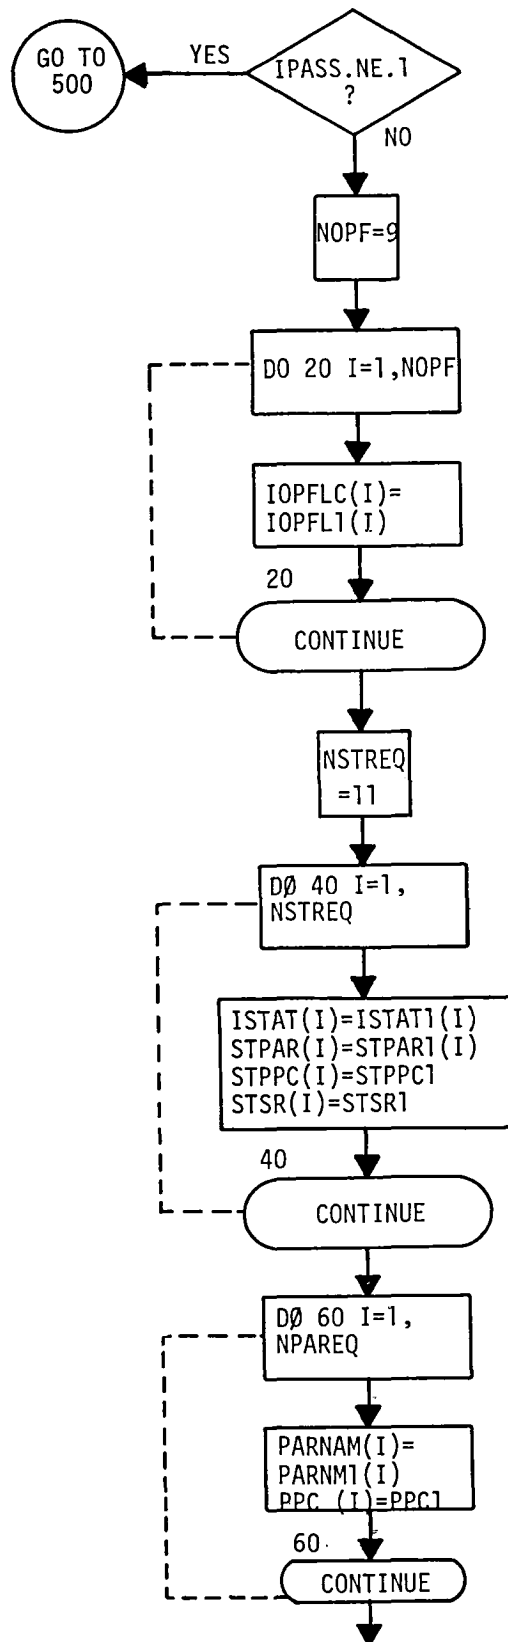 GO TO
500
YES
IPASS.NE.1
?
NO
NOPF=9
DO 20 I=1,NOPF
IOPFLC(I)=
IOPFL1(I)
20
CONTINUE
NSTREQ
=11
DØ 40 I=1,
NSTREQ
ISTAT(I)=ISTAT1(I)
STPAR(I)=STPAR1(I)
STPPC(I)=STPPC1
STSR(I)=STSR1
40
CONTINUE
DØ 60 I=1,
NPAREQ
PARNAM(I)=
PARNM1(I)
PPC (I)=PPC1
60
CONTINUE